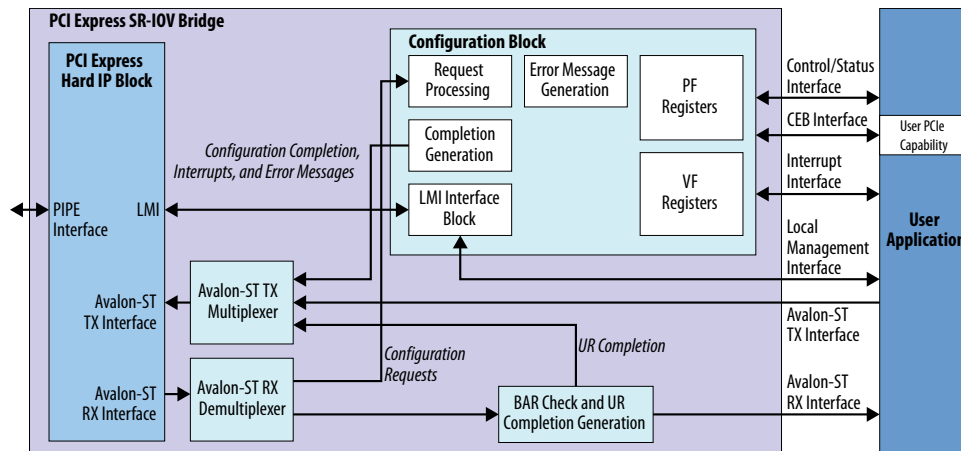 PCI Express SR-IOV Bridge
PCI Express
Hard IP Block
Configuration Block
Request
Processing
Error Message
Generation
PF
Registers
Completion
Generation
LMI Interface
Block
VF
Registers
Configuration Completion,
Interrupts, and Error Messages
PIPE
Interface
LMI
Avalon-ST
TX Interface
Avalon-ST TX
Multiplexer
Avalon-ST
RX Interface
Avalon-ST RX
Demultiplexer
Configuration
Requests
UR Completion
BAR Check and UR
Completion Generation
Control/Status
Interface
CEB Interface
Interrupt
Interface
Local
Management
Interface
Avalon-ST
TX Interface
Avalon-ST
RX Interface
User PCIe
Capability
User
Application